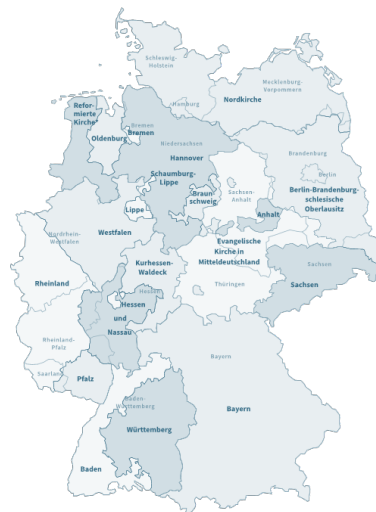 Schleswig-
Holstein
Mecklenburg-
Vorpommern
Hamburg
Nordkirche
Refor-
mierte
Kirche*
Bremen
Bremen
Oldenburg
Niedersachsen
Hannover
Brandenburg
Berlin
Schaumburg-
Lippe
Braun-
schweig
Sachsen-
Anhalt
Berlin-Brandenburg-
schlesische
Oberlausitz
Lippe
Anhalt
Nordrhein-
Westfalen
Westfalen
Evangelische
Kirche in
Mitteldeutschland
Kurhessen-
Waldeck
Sachsen
Sachsen
Rheinland
Thüringen
Hessen
Hessen
und
Nassau
Rheinland-
Pfalz
Saarland
Pfalz
Bayern
Bayern
Baden-
Württemberg
Württemberg
Baden